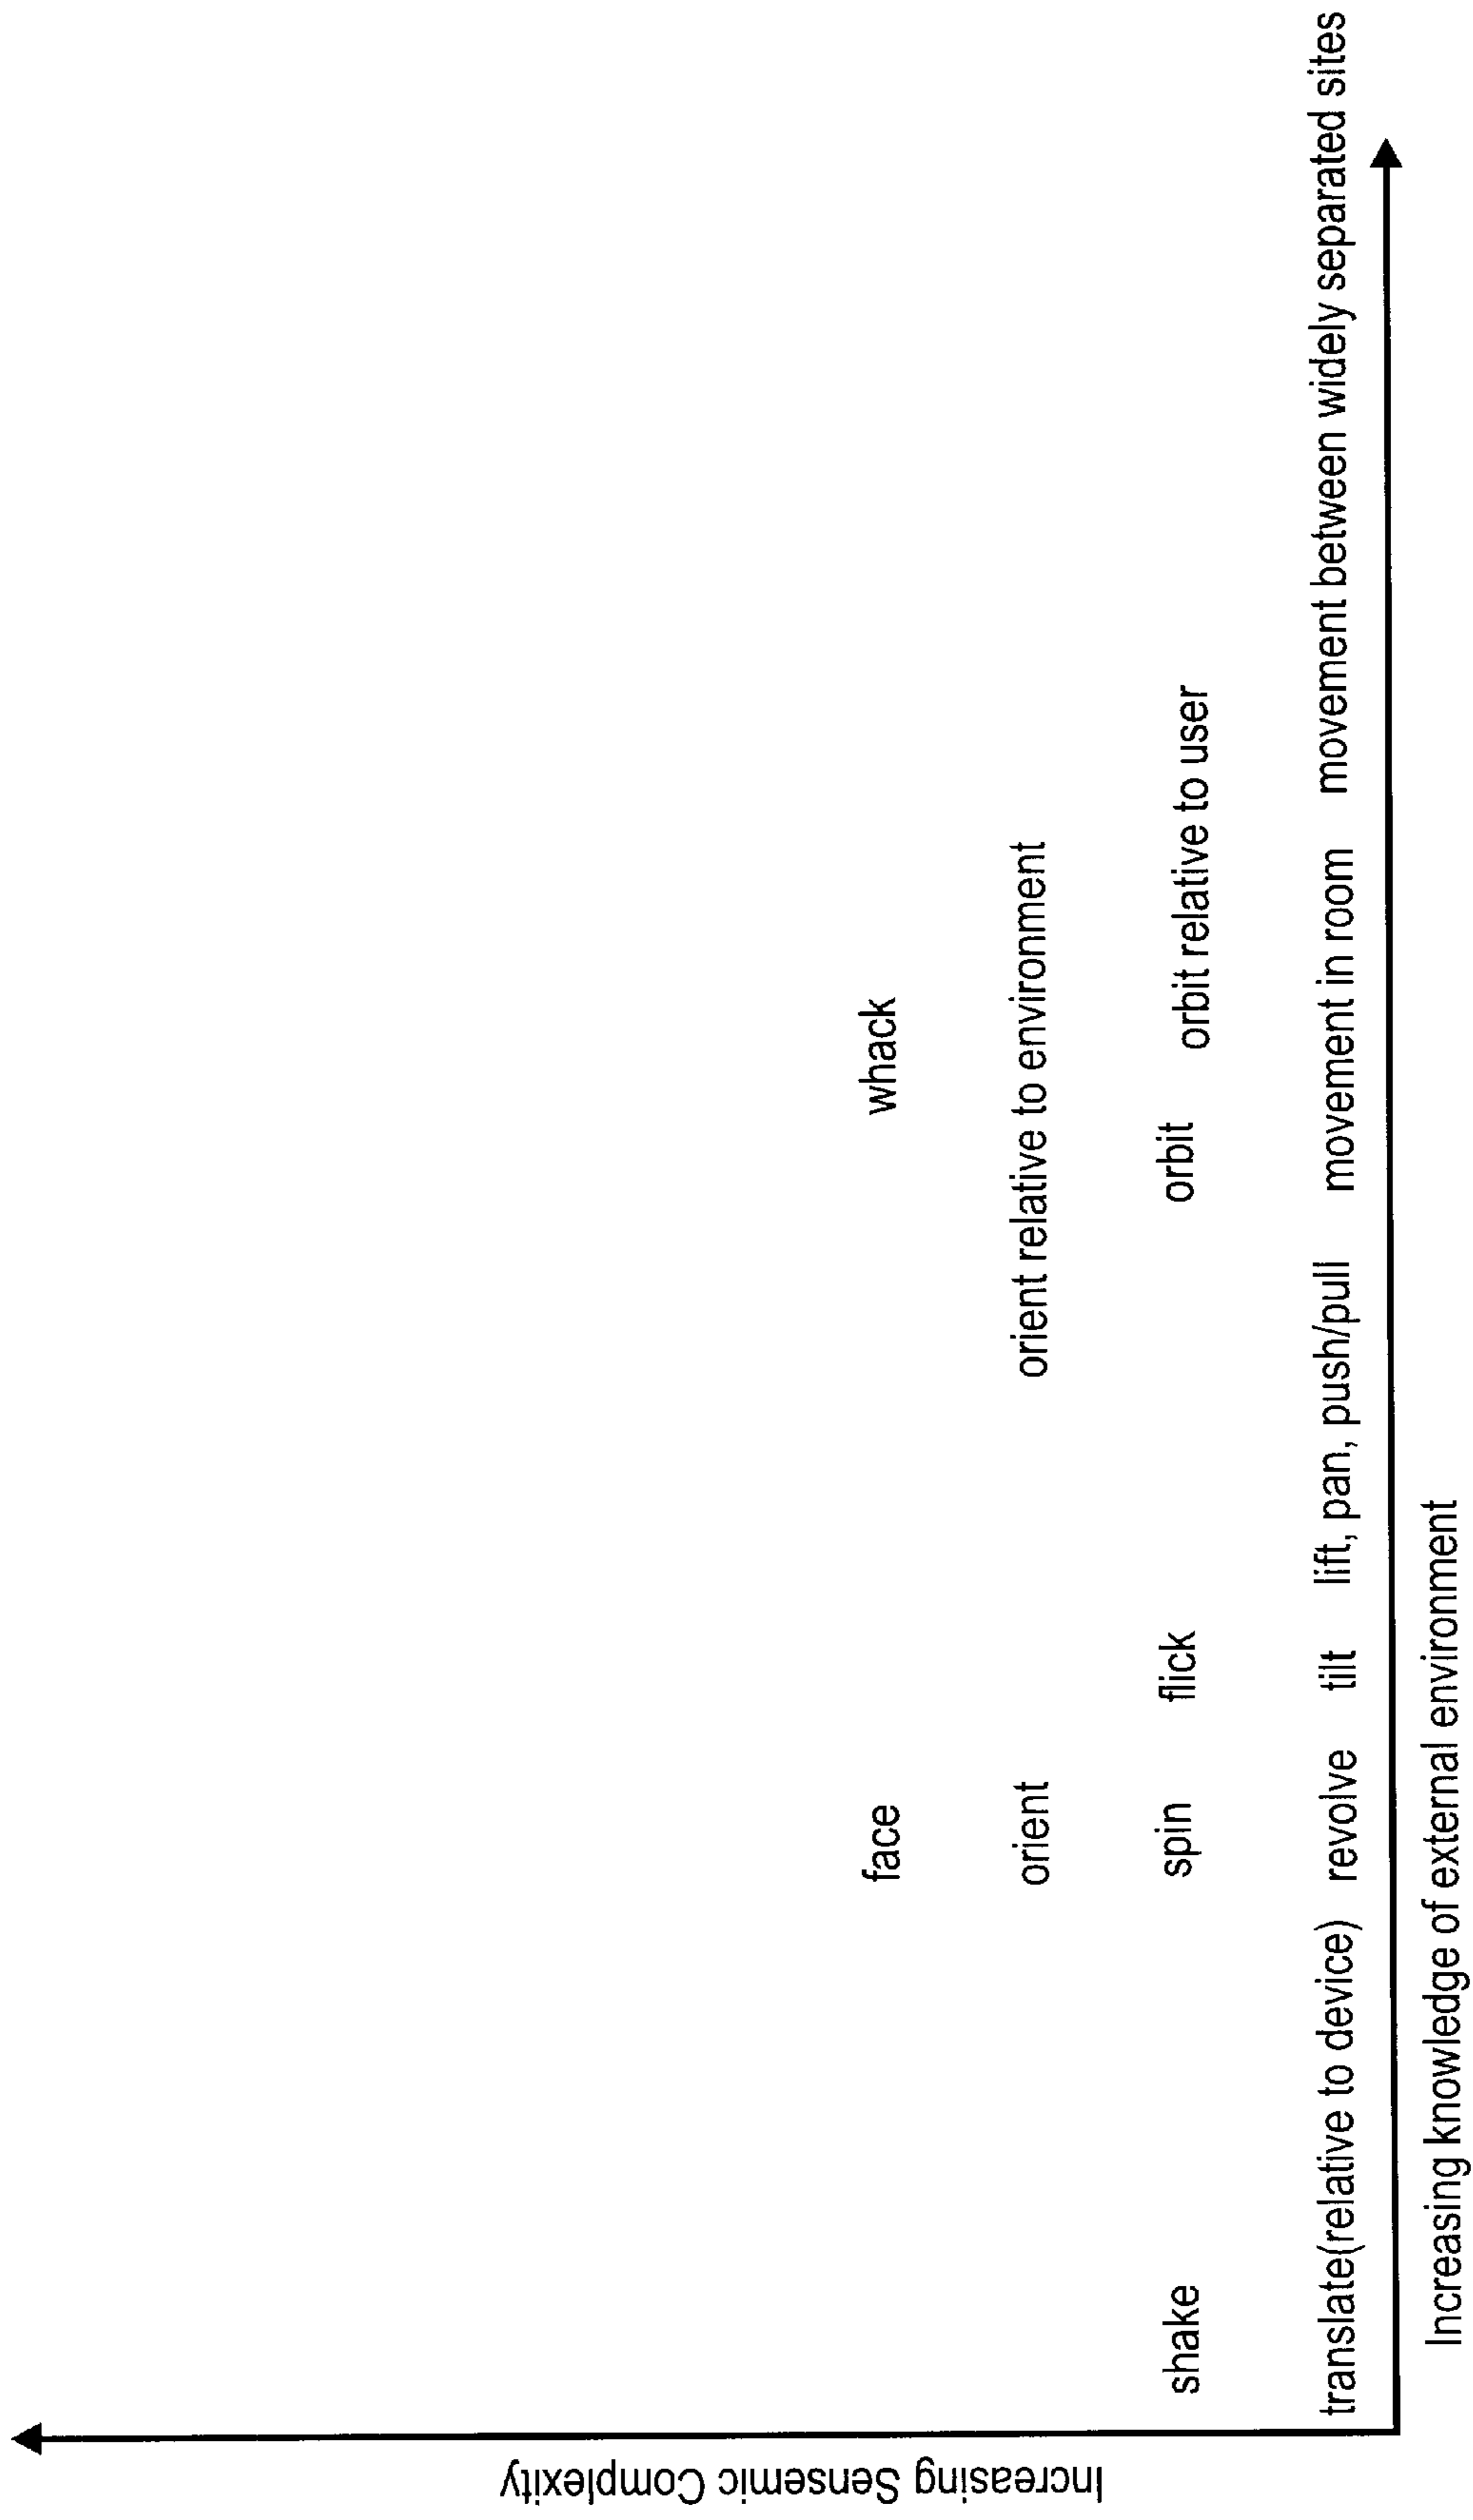 Increasing Sensemic Complexity
face whack
orient orient relative to environment
shake spin flick orbit orbit relative to user
translate(relative to device) revolve tilt lift, pan, push/pull movement in room movement between widely separated sites
Increasing knowledge of external environment